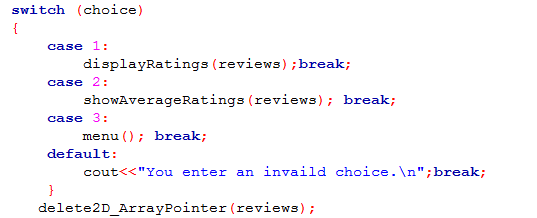 switch (choice)
{
case 1:
displayRatings(reviews);break;
case 2:
showAverageRatings(reviews); break;
case 3:
menu(); break;
default:
cout<<"You enter an invaild choice.\n";break;
}
delete2D_ArrayPointer(reviews);